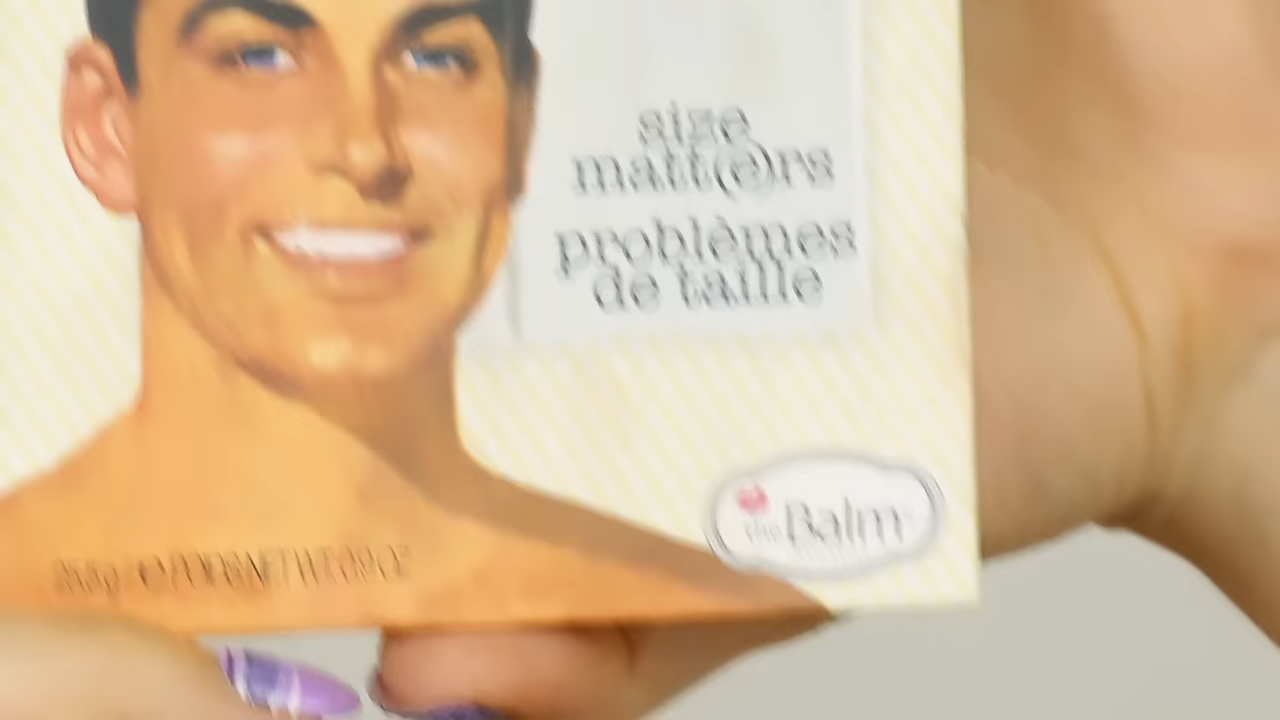 size
matt(e)rs
problèmes
de taille
theBalm